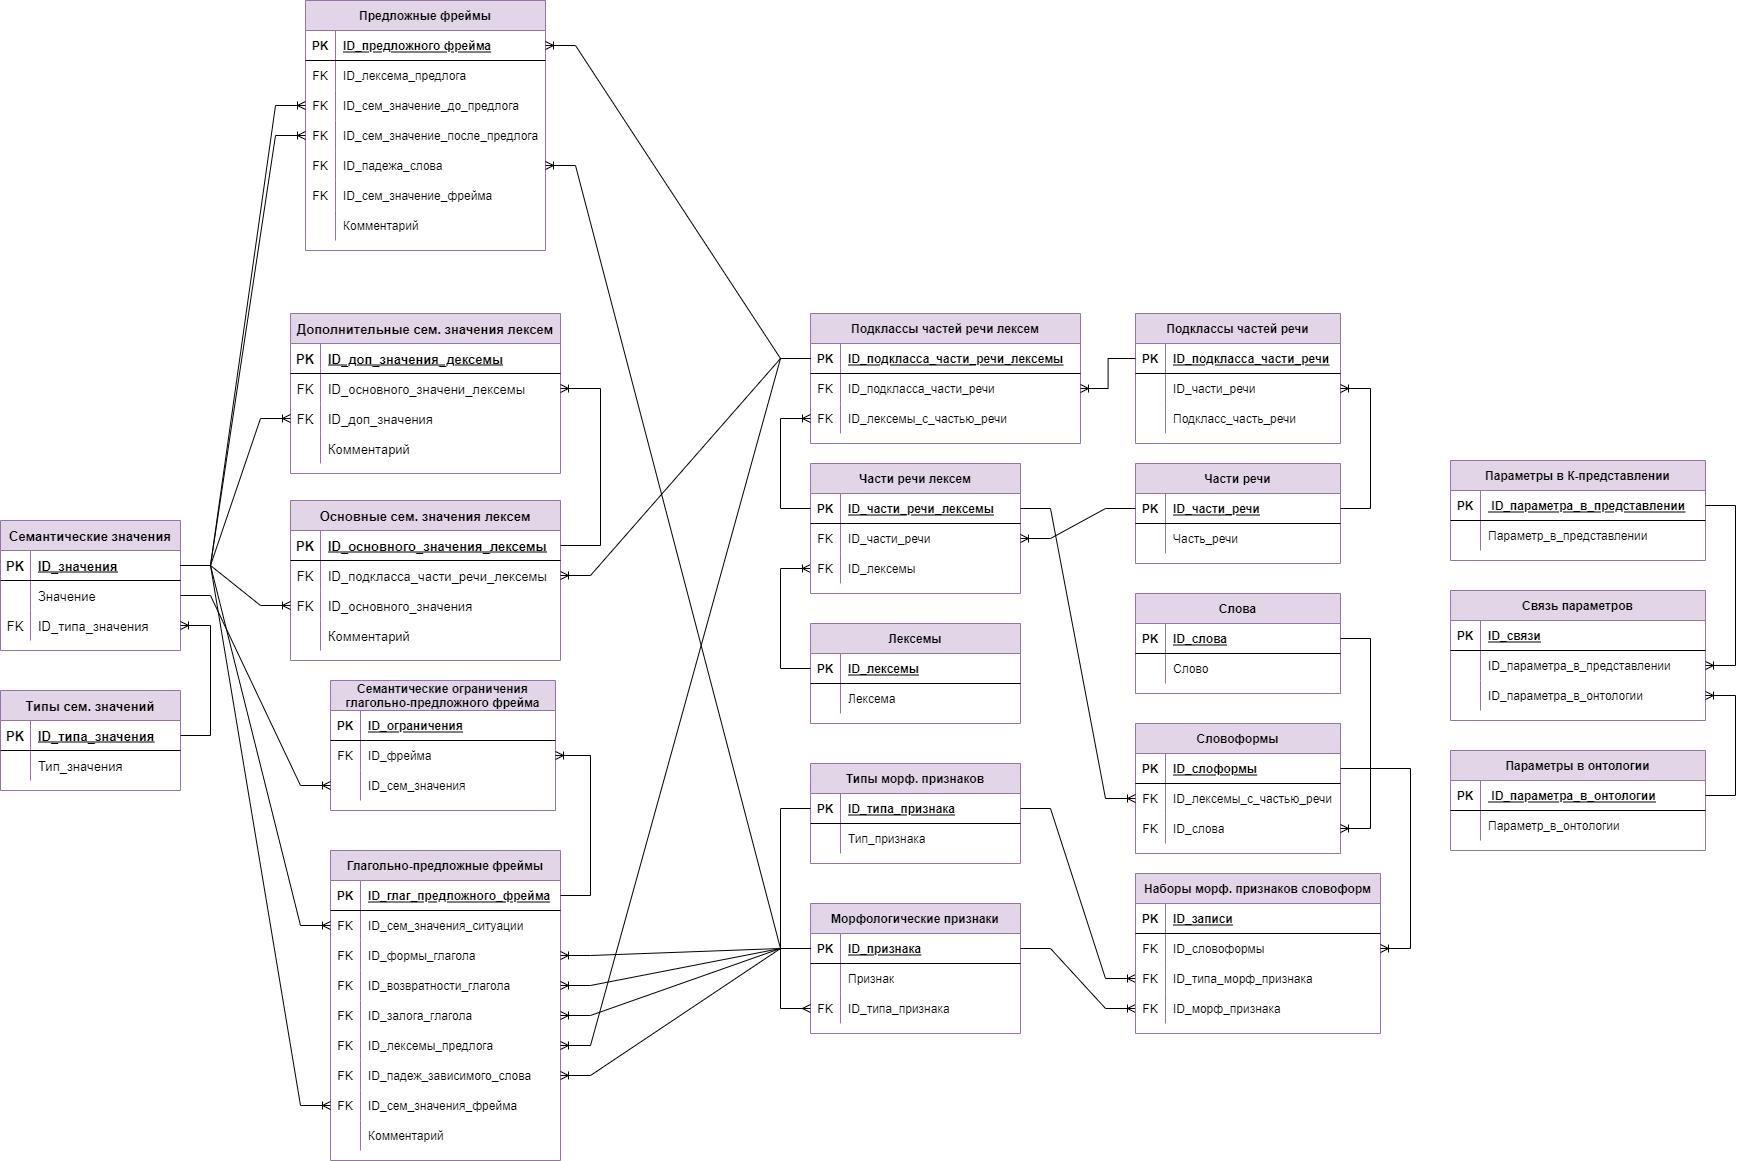 Предложные фреймы
PK ID_предложного фрейма
FK ID_лексема_предлога
FK ID_сем_значение_до_предлога
FK ID_сем_значение_после_предлога
FK ID_падежа_слова
FK ID_сем_значение_фрейма
Комментарий
Дополнительные сем. значения лексем
PK ID_доп_значения_дексемы
FK ID_основного_значени_лексемы
FK ID_доп_значения
Комментарий
Основные сем. значения лексем
PK ID_основного_значения_лексемы
FK ID_подкласса_части_речи_лексемы
FK ID_основного_значения
Комментарий
Семантические значения
PK ID_значения
Значение
FK ID_типа_значения
Типы сем. значений
PK ID_типа_значения
Тип_значения
Семантические ограничения
глагольно-предложного фрейма
PK ID_ограничения
FK ID_фрейма
ID_сем_значения
Глагольно-предложные фреймы
PK ID_глаг_предложного_фрейма
FK ID_сем_значения_ситуации
FK ID_формы_глагола
FK ID_возвратности_глагола
FK ID_залога_глагола
FK ID_лексемы_предлога
FK ID_падеж_зависимого_слова
FK ID_сем_значения_фрейма
Комментарий
Подклассы частей речи лексем
PK ID_подкласса_части_речи_лексемы
FK ID_подкласса_части_речи
FK ID_лексемы_с_частью_речи
Части речи лексем
PK ID_части_речи_лексемы
FK ID_части_речи
FK ID_лексемы
Лексемы
PK ID_лексемы
Лексема
Типы морф. признаков
PK ID_типа_признака
Тип_признака
Морфологические признаки
PK ID_признака
Признак
FK ID_типа_признака
Подклассы частей речи
PK ID_подкласса_части_речи
ID_части_речи
Подкласс_часть_речи
Части речи
PK ID_части_речи
Часть_речи
Слова
PK ID_слова
Слово
Словоформы
PK ID_слоформы
FK ID_лексемы_с_частью_речи
FK ID_слова
Наборы морф. признаков словоформ
PK ID_записи
FK ID_словоформы
FK ID_типа_морф_признака
FK ID_морф_признака
Параметры в К-представлении
PK ID_параметра_в_представлении
Параметр_в_представлении
Связь параметров
PK ID_связи
ID_параметра_в_представлении
ID_параметра_в_онтологии
Параметры в онтологии
PK ID_параметра_в_онтологии
Параметр_в_онтологии